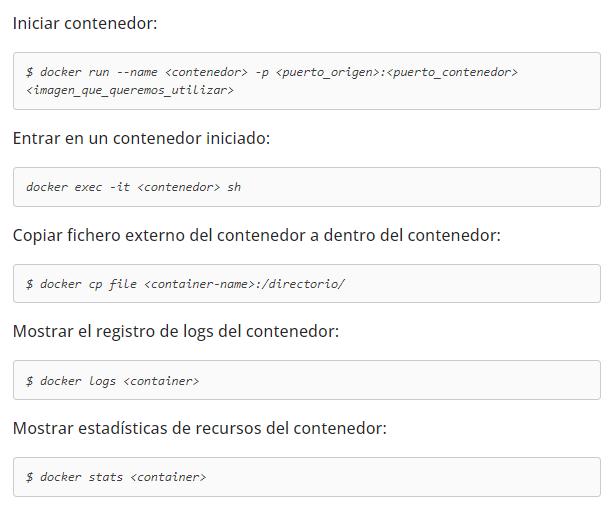 Iniciar contenedor:
$ docker run --name <contenedor> -p <puerto_origen>:<puerto_contenedor>
<imagen_que_queremos_utilizar>
Entrar en un contenedor iniciado:
docker exec -it <contenedor> sh
Copiar fichero externo del contenedor a dentro del contenedor:
$ docker cp file <container-name>:/directorio/
Mostrar el registro de logs del contenedor:
$ docker logs <container>
Mostrar estadísticas de recursos del contenedor:
$ docker stats <container>